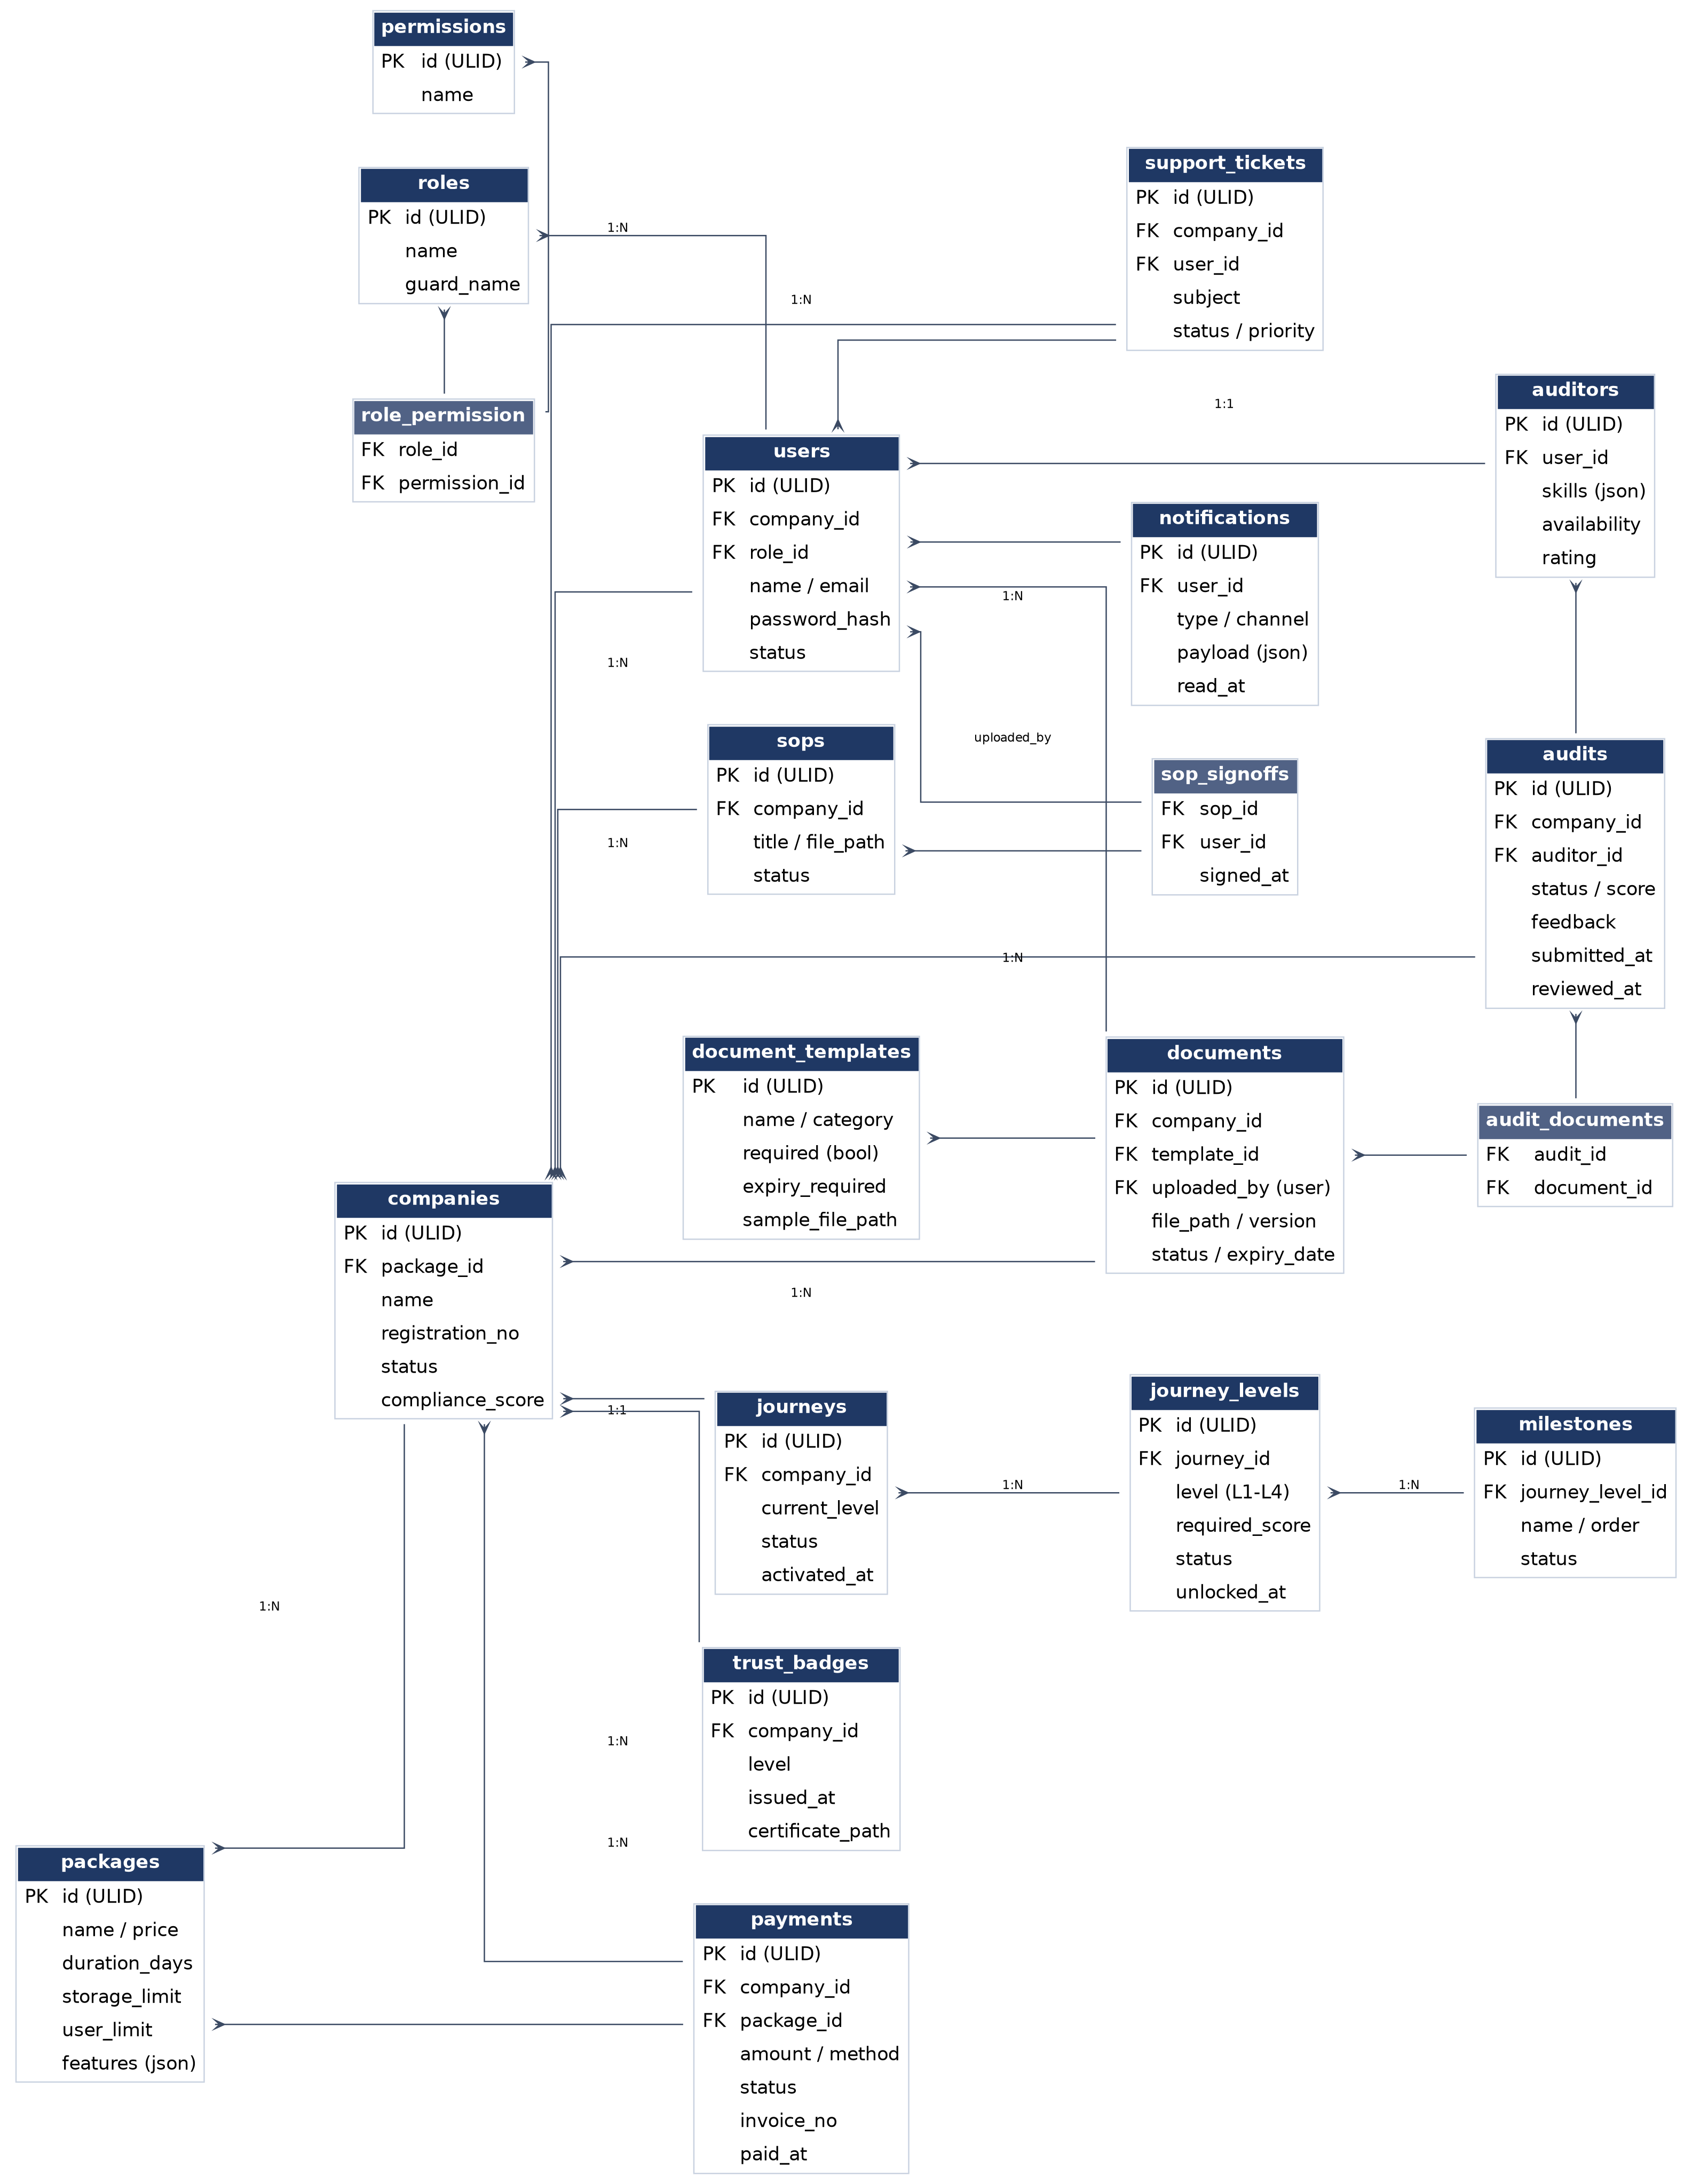 permissions
PK id (ULID)
name
roles
PK id (ULID)
name
guard_name
role_permission
FK role_id
FK permission_id
1:N
1:N
support_tickets
PK id (ULID)
FK company_id
FK user_id
subject
status / priority
1:1
auditors
PK id (ULID)
FK user_id
skills (json)
availability
rating
users
PK id (ULID)
FK company_id
FK role_id
name / email
password_hash
status
1:N
notifications
PK id (ULID)
FK user_id
type / channel
payload (json)
read_at
1:N
uploaded_by
sops
PK id (ULID)
FK company_id
title / file_path
status
1:N
sop_signoffs
FK sop_id
FK user_id
signed_at
audits
PK id (ULID)
FK company_id
FK auditor_id
status / score
feedback
submitted_at
reviewed_at
1:N
document_templates
PK id (ULID)
name / category
required (bool)
expiry_required
sample_file_path
documents
PK id (ULID)
FK company_id
FK template_id
FK uploaded_by (user)
file_path / version
status / expiry_date
audit_documents
FK audit_id
FK document_id
companies
PK id (ULID)
FK package_id
name
registration_no
status
compliance_score
1:N
1:1
journeys
PK id (ULID)
FK company_id
current_level
status
activated_at
1:N
journey_levels
PK id (ULID)
FK journey_id
level (L1-L4)
required_score
status
unlocked_at
1:N
milestones
PK id (ULID)
FK journey_level_id
name / order
status
1:N
trust_badges
PK id (ULID)
FK company_id
level
issued_at
certificate_path
1:N
1:N
packages
PK id (ULID)
name / price
duration_days
storage_limit
user_limit
features (json)
payments
PK id (ULID)
FK company_id
FK package_id
amount / method
status
invoice_no
paid_at